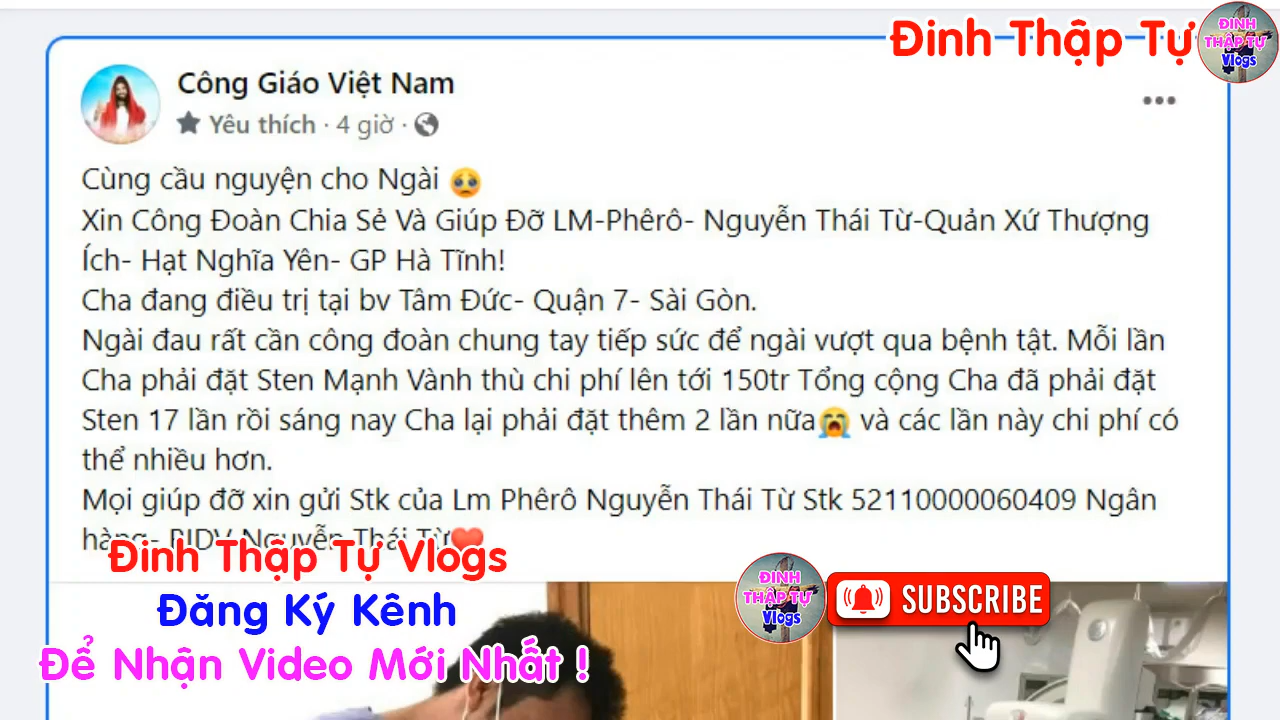 Đinh Thập Tự
ĐINH
THẬP TỰ
Vlogs
Công Giáo Việt Nam
Yêu thích · 4 giờ ·
Cùng cầu nguyện cho Ngài 🥺
Xin Công Đoàn Chia Sẻ Và Giúp Đỡ LM-Phêrô- Nguyễn Thái Từ-Quản Xứ Thượng
Ích- Hạt Nghĩa Yên- GP Hà Tĩnh!
Cha đang điều trị tại bv Tâm Đức- Quận 7- Sài Gòn.
Ngài đau rất cần công đoàn chung tay tiếp sức để ngài vượt qua bệnh tật. Mỗi lần
Cha phải đặt Sten Mạnh Vành thù chi phí lên tới 150tr Tổng cộng Cha đã phải đặt
Sten 17 lần rồi sáng nay Cha lại phải đặt thêm 2 lần nữa😭 và các lần này chi phí có
thể nhiều hơn.
Mọi giúp đỡ xin gửi Stk của Lm Phêrô Nguyễn Thái Từ Stk 52110000060409 Ngân
hàng- BIDV Nguyễn Thái Từ❤️
Đinh Thập Tự Vlogs
Đăng Ký Kênh
Để Nhận Video Mới Nhất !
ĐINH
THẬP TỰ
Vlogs
SUBSCRIBE